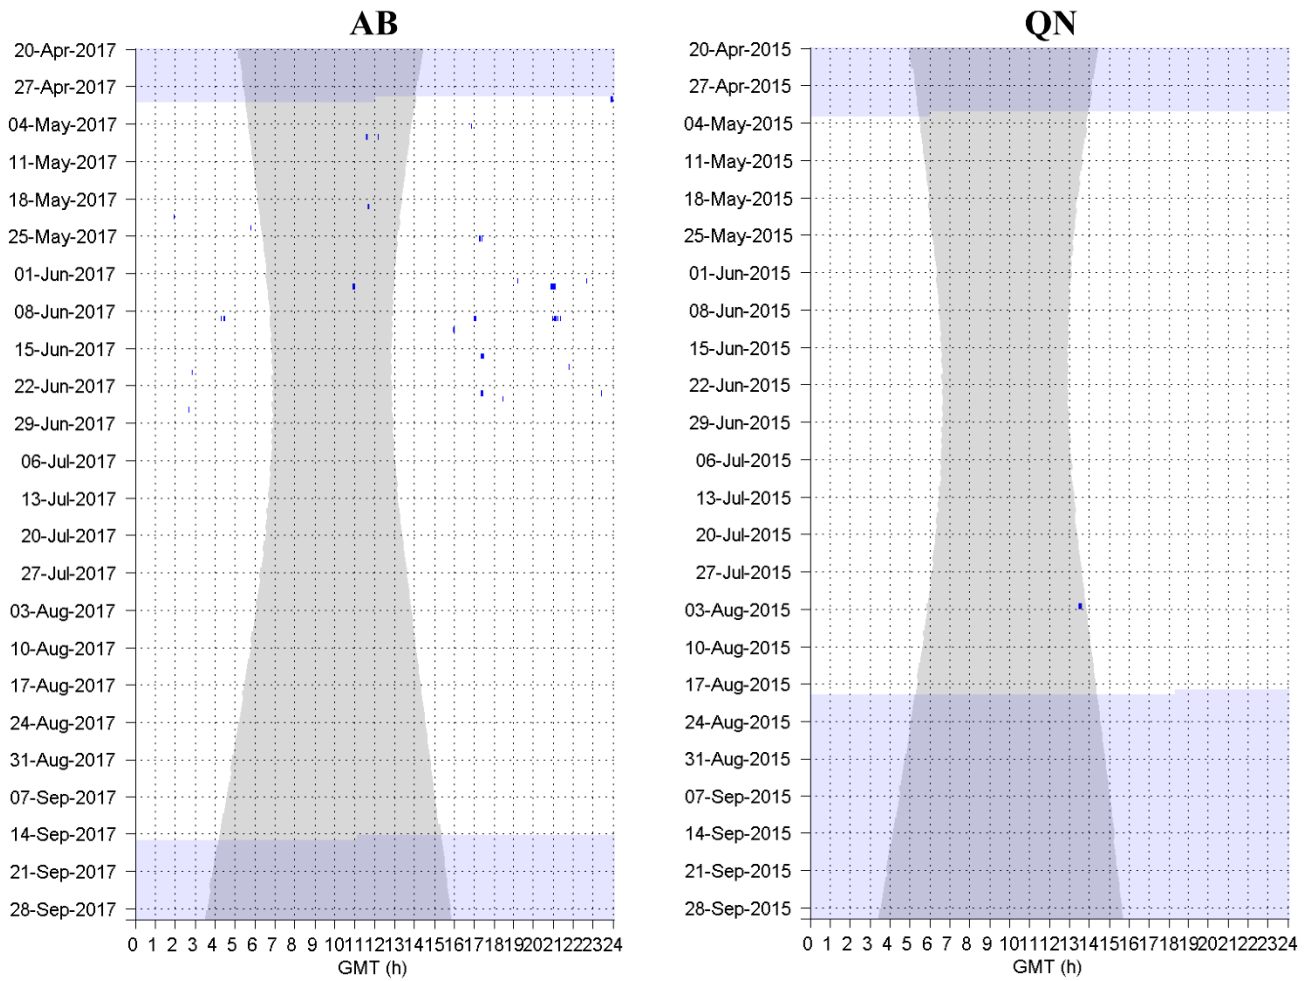 AB
20-Apr-2017
27-Apr-2017
04-May-2017
11-May-2017
18-May-2017
25-May-2017
01-Jun-2017
08-Jun-2017
15-Jun-2017
22-Jun-2017
29-Jun-2017
06-Jul-2017
13-Jul-2017
20-Jul-2017
27-Jul-2017
03-Aug-2017
10-Aug-2017
17-Aug-2017
24-Aug-2017
31-Aug-2017
07-Sep-2017
14-Sep-2017
21-Sep-2017
28-Sep-2017
0 1 2 3 4 5 6 7 8 9 10 11 12 13 14 15 16 17 18 19 20 21 22 23 24
GMT (h)
QN
20-Apr-2015
27-Apr-2015
04-May-2015
11-May-2015
18-May-2015
25-May-2015
01-Jun-2015
08-Jun-2015
15-Jun-2015
22-Jun-2015
29-Jun-2015
06-Jul-2015
13-Jul-2015
20-Jul-2015
27-Jul-2015
03-Aug-2015
10-Aug-2015
17-Aug-2015
24-Aug-2015
31-Aug-2015
07-Sep-2015
14-Sep-2015
21-Sep-2015
28-Sep-2015
0 1 2 3 4 5 6 7 8 9 10 11 12 13 14 15 16 17 18 19 20 21 22 23 24
GMT (h)